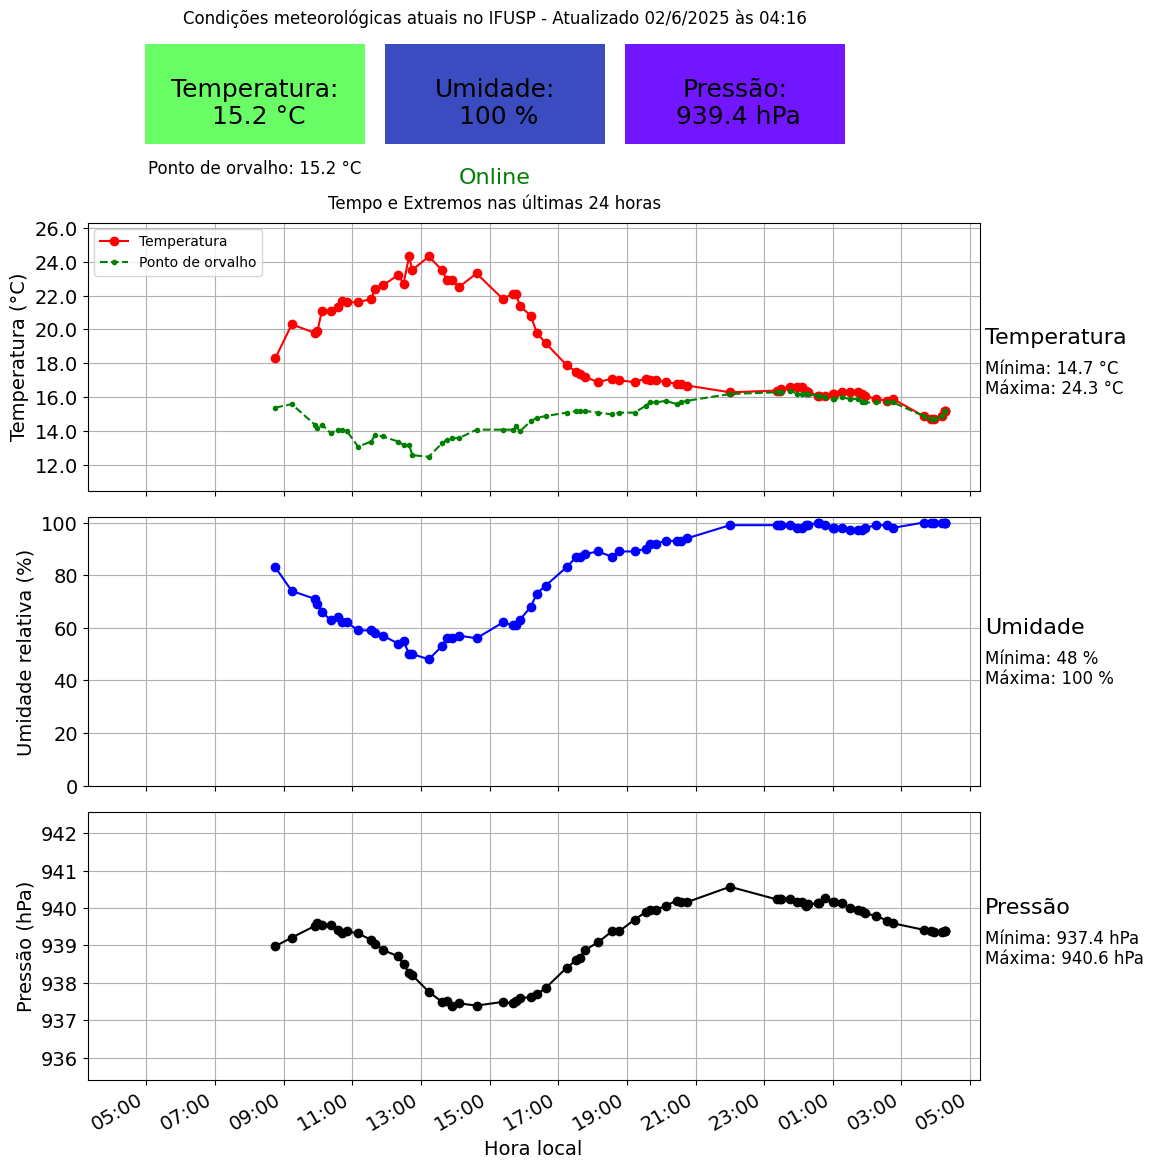 Condições meteorológicas atuais no IFUSP - Atualizado 02/6/2025 às 04:16
Temperatura:
15.2 °C
Umidade:
100 %
Pressão:
939.4 hPa
Ponto de orvalho: 15.2 °C
Online
Tempo e Extremos nas últimas 24 horas
Temperatura
Ponto de orvalho
Temperatura (°C)
26.0
24.0
22.0
20.0
18.0
16.0
14.0
12.0
Temperatura
Mínima: 14.7 °C
Máxima: 24.3 °C
Umidade relativa (%)
100
80
60
40
20
0
Umidade
Mínima: 48 %
Máxima: 100 %
Pressão (hPa)
942
941
940
939
938
937
936
Pressão
Mínima: 937.4 hPa
Máxima: 940.6 hPa
05:00
07:00
09:00
11:00
13:00
15:00
17:00
19:00
21:00
23:00
01:00
03:00
05:00
Hora local